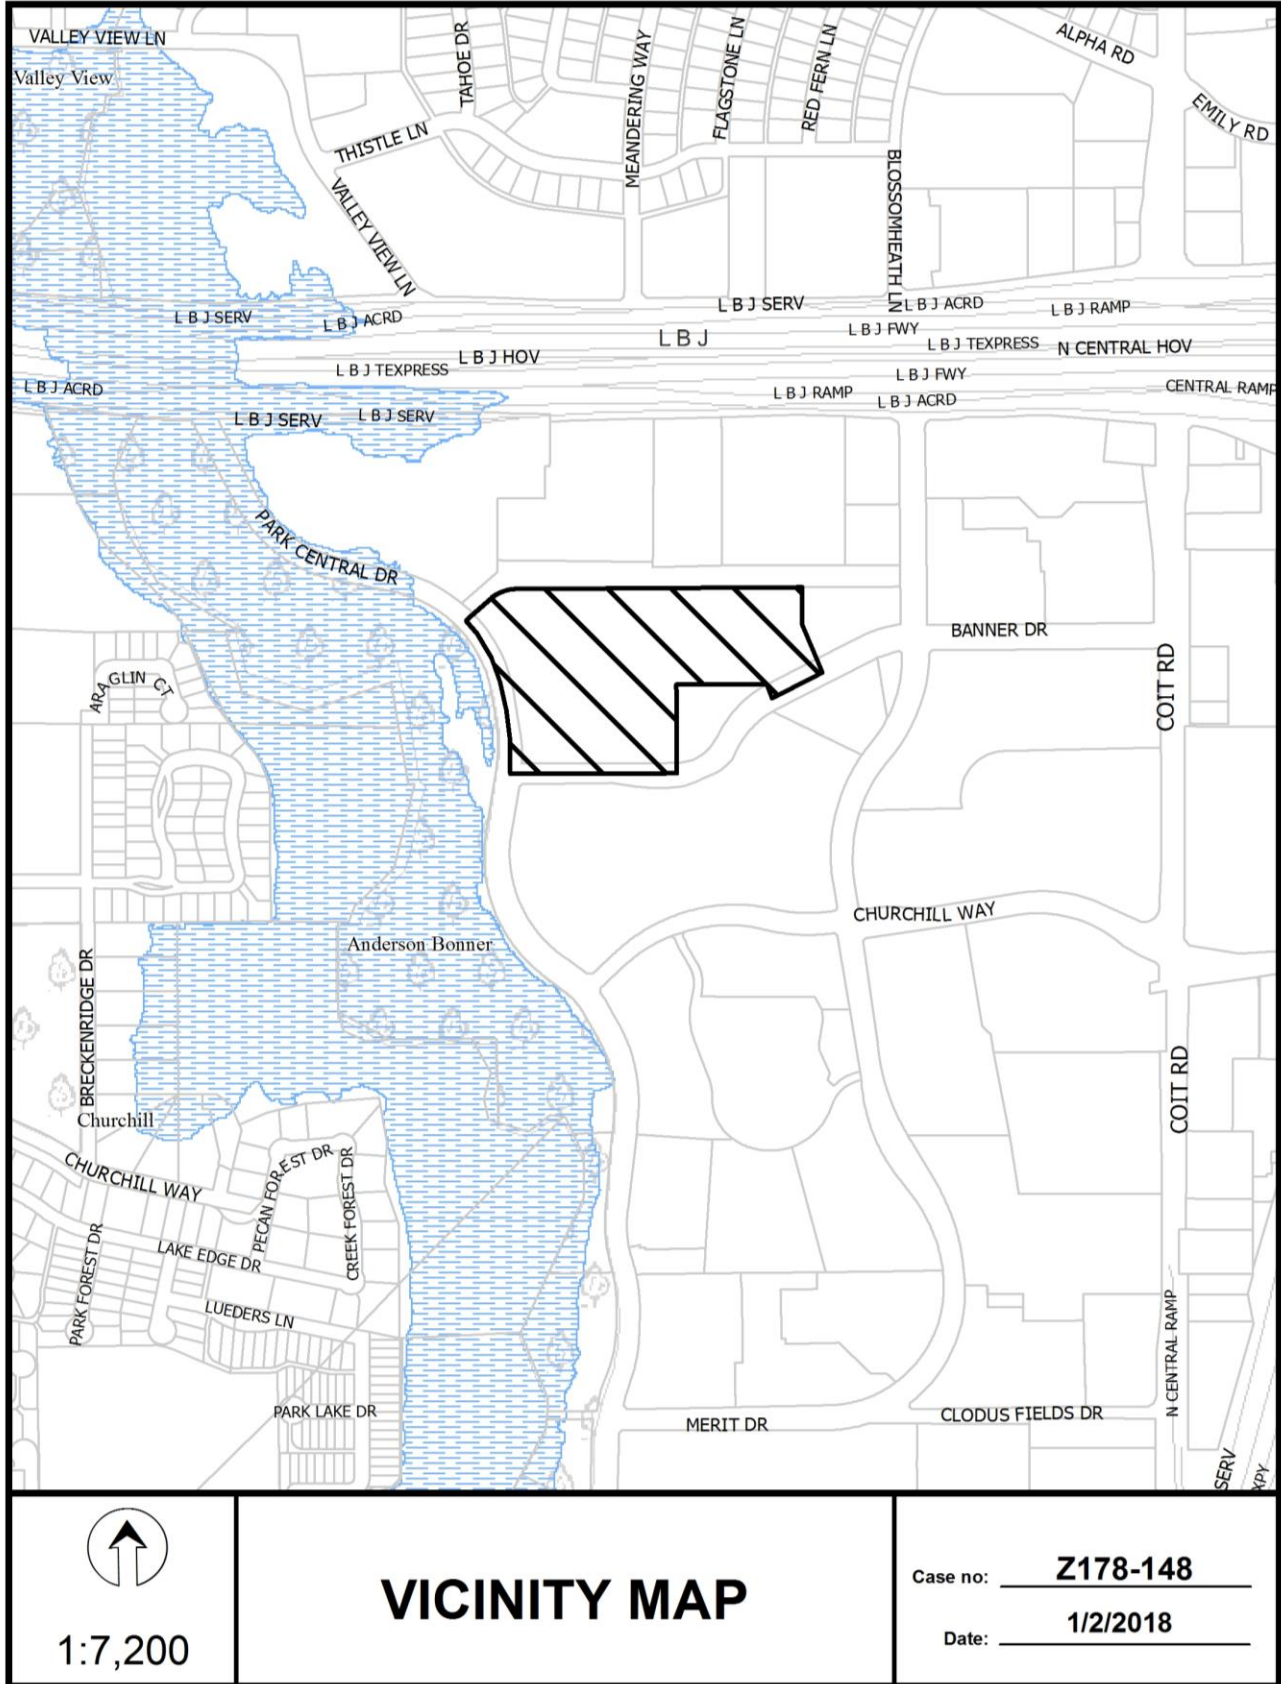 VALLEY VIEW LN
Valley View
TAHOE DR
THISTLE LN
VALLEY VIEW LN
MEANDERING WAY
FLAGSTONE LN
RED FERN LN
ALPHA RD
EMILY RD
BLOSSOMHEATH LN
L B J SERV
L B J ACRD
L B J SERV
L B J ACRD
L B J RAMP
L B J
L B J FWY
L B J TEXPRESS
N CENTRAL HOV
L B J HOV
L B J TEXPRESS
L B J FWY
L B J ACRD
L B J RAMP
L B J ACRD
CENTRAL RAMP
L B J SERV
L B J SERV
PARK CENTRAL DR
BANNER DR
COIT RD
ARAGLIN CT
CHURCHILL WAY
Anderson Bonner
BRECKENRIDGE DR
Churchill
COIT RD
CHURCHILL WAY
PECAN FOREST DR
CREEK FOREST DR
LAKE EDGE DR
PARK FOREST DR
LUEDERS LN
PARK LAKE DR
N CENTRAL RAMP
MERIT DR
CLODUS FIELDS DR
SERV
XPY
1:7,200
VICINITY MAP
Case no: Z178-148
Date: 1/2/2018